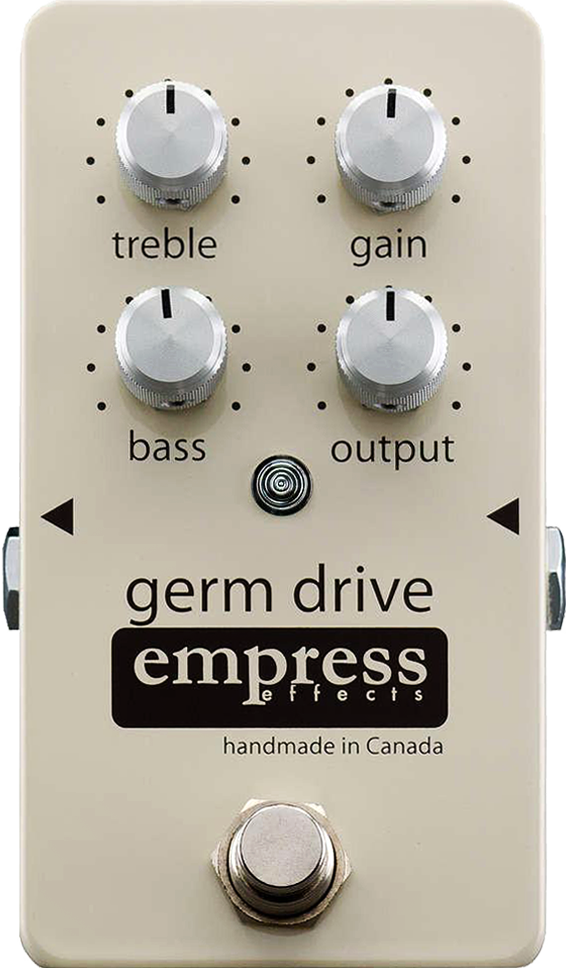 treble gain
bass output
germ drive
empress
effects
handmade in Canada